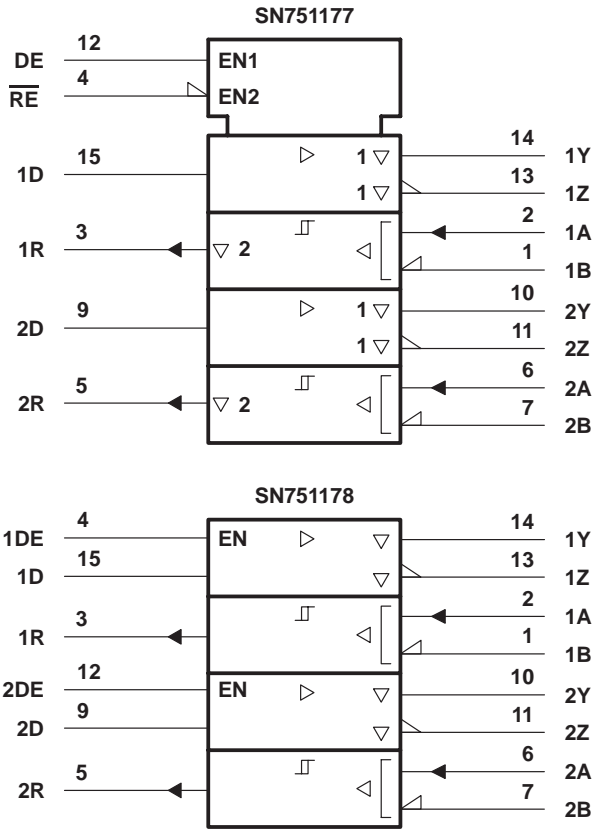 SN751177
DE 12 EN1
RE 4 EN2
1D 15 1 14 1Y
1 13 1Z
1R 3 2 2 1A
1 1B
2D 9 1 10 2Y
1 11 2Z
2R 5 2 6 2A
7 2B
SN751178
1DE 4 EN 14 1Y
1D 15 13 1Z
1R 3 2 1A
1 1B
2DE 12 EN 10 2Y
2D 9 11 2Z
2R 5 6 2A
7 2B